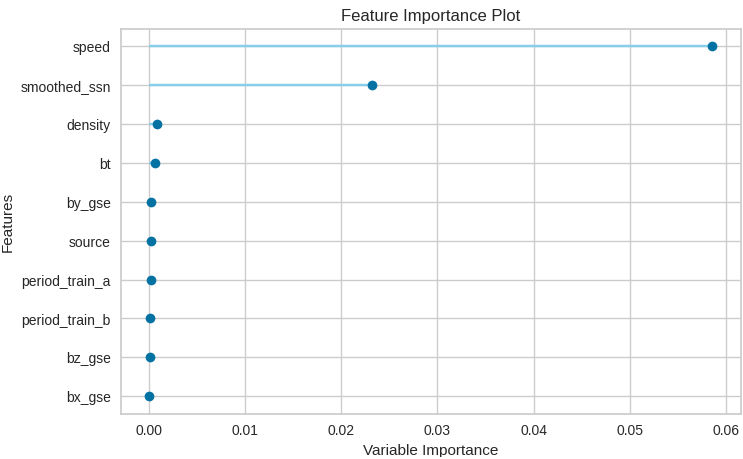 Feature Importance Plot
speed
smoothed_ssn
density
bt
by_gse
source
period_train_a
period_train_b
bz_gse
bx_gse
Features
0.00 0.01 0.02 0.03 0.04 0.05 0.06
Variable Importance